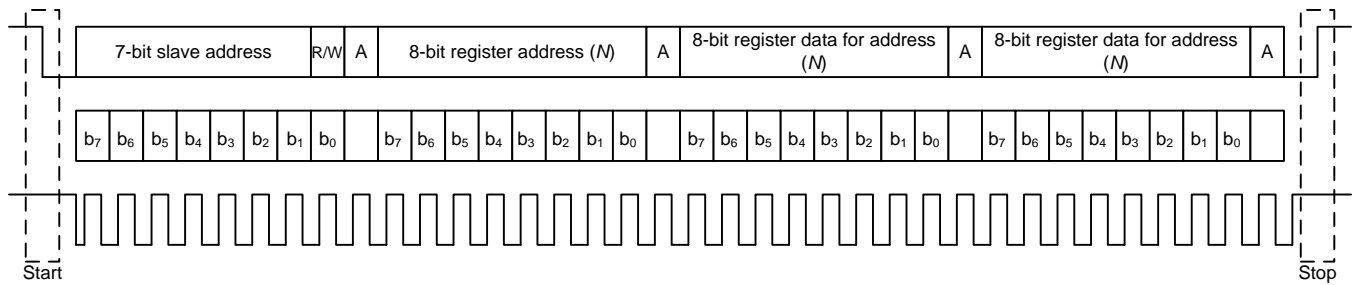 7-bit slave address R/W A 8-bit register address (N) A 8-bit register data for address (N) A 8-bit register data for address (N) A
b7 b6 b5 b4 b3 b2 b1 b0 b7 b6 b5 b4 b3 b2 b1 b0 b7 b6 b5 b4 b3 b2 b1 b0 b7 b6 b5 b4 b3 b2 b1 b0
Start Stop